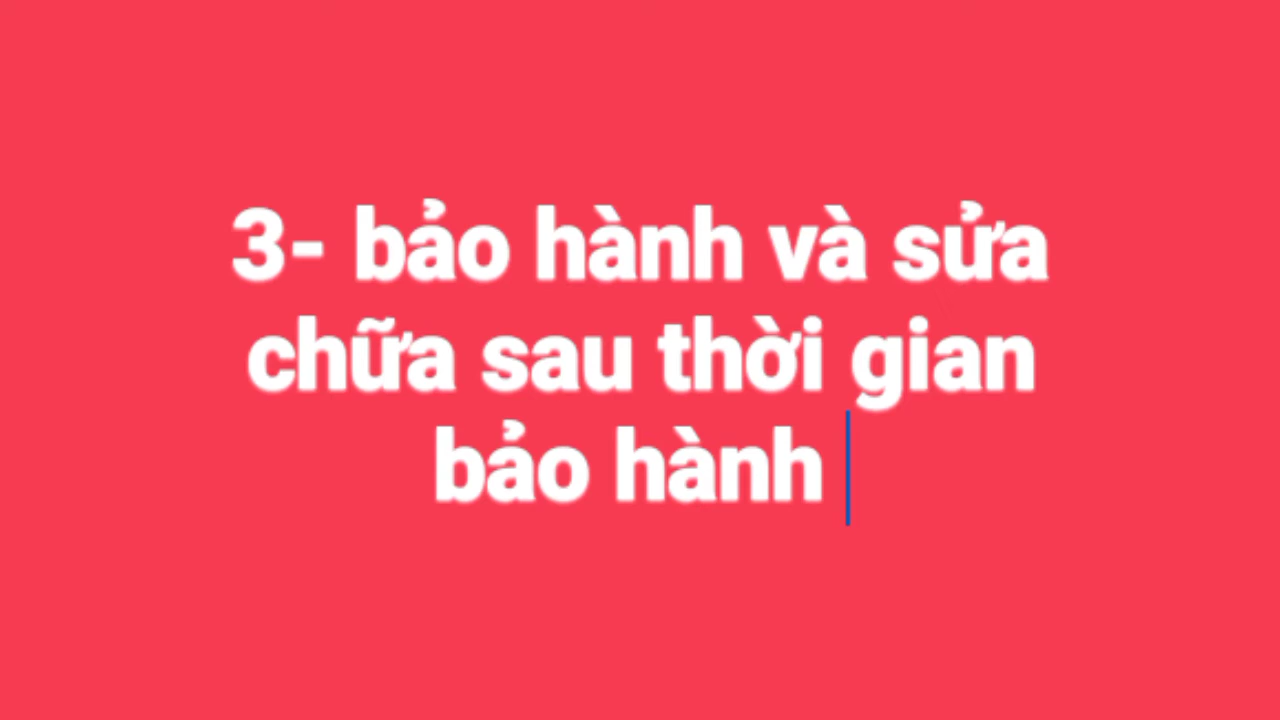 3- bảo hành và sửa
chữa sau thời gian
bảo hành